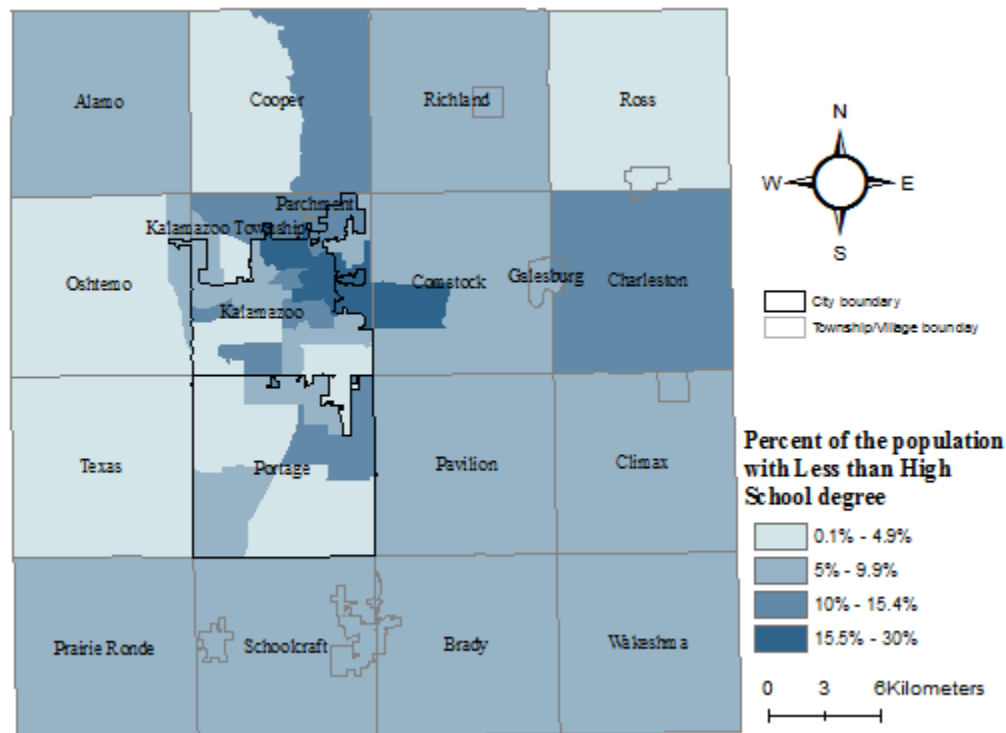 Alamo
Cooper
Richland
Ross
Parchment
Kalamazoo Township
Oshtemo
Comstock
Galesburg
Charleston
Kalamazoo
Texas
Portage
Pavilion
Climax
Prairie Ronde
Schoolcraft
Brady
Wakeshma
N
W
E
S
City boundary
Township/Village bounday
Percent of the population
with Less than High
School degree
0.1% - 4.9%
5% - 9.9%
10% - 15.4%
15.5% - 30%
0 3 6Kilometers